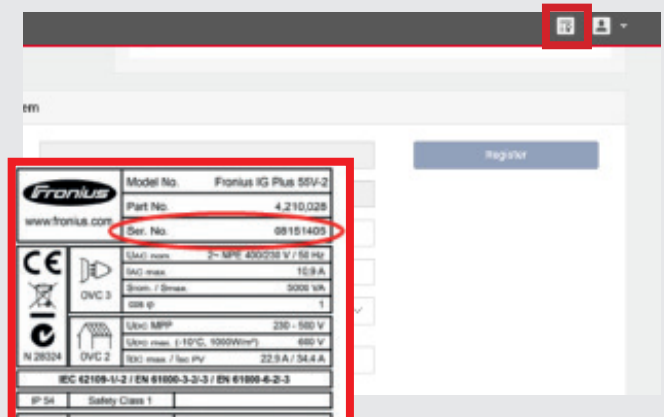 em
Register
Fronius
www.fronius.com
Model No. Fronius IG Plus 55V-2
Part No. 4,210,028
Ser. No. 08151405
CE
OVC 3
UAC nom 2~ NPE 400/230 V / 50 Hz
IAC max 10,9 A
Snom. / Smax. 5000 VA
cos φ 1
N 28324
OVC 2
UDC MPP 230 - 500 V
UDC max. (-10°C, 1000W/m²) 600 V
IDC max / Isc PV 22,9 A / 34.4 A
IEC 62109-1/-2 / EN 61000-3-2/-3 / EN 61000-6-2/-3
IP 54 Safety Class 1